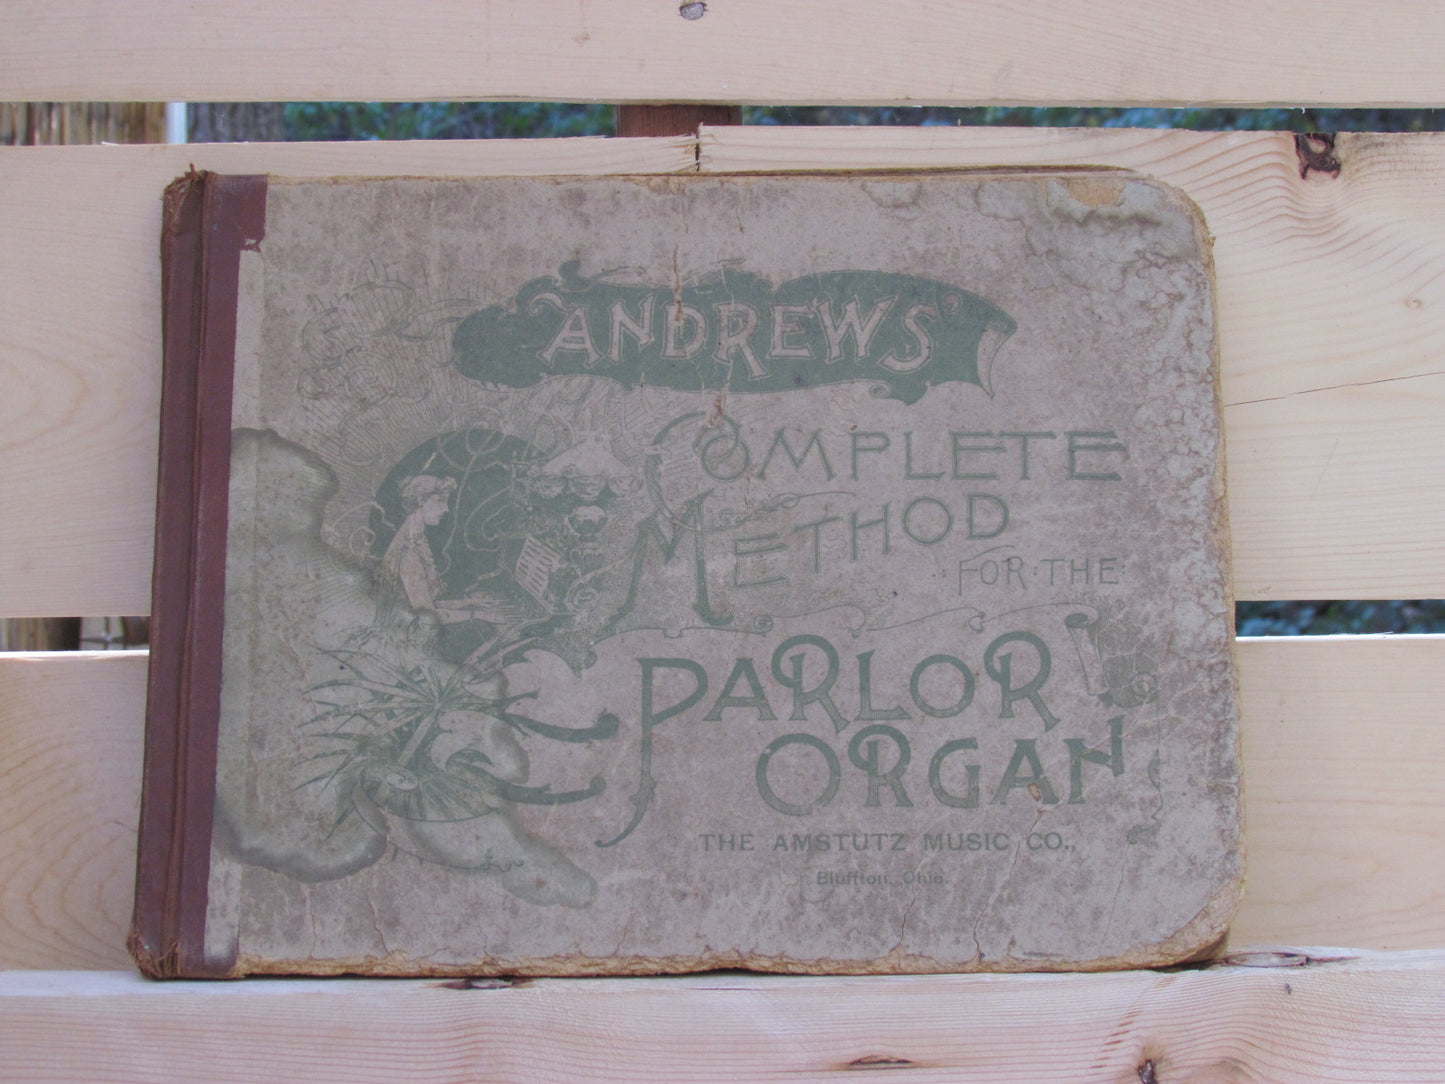 ANDREWS'
COMPLETE
METHOD
FOR THE
PARLOR
ORGAN
THE AMSTUTZ MUSIC CO.,
Bluffton, Ohio.